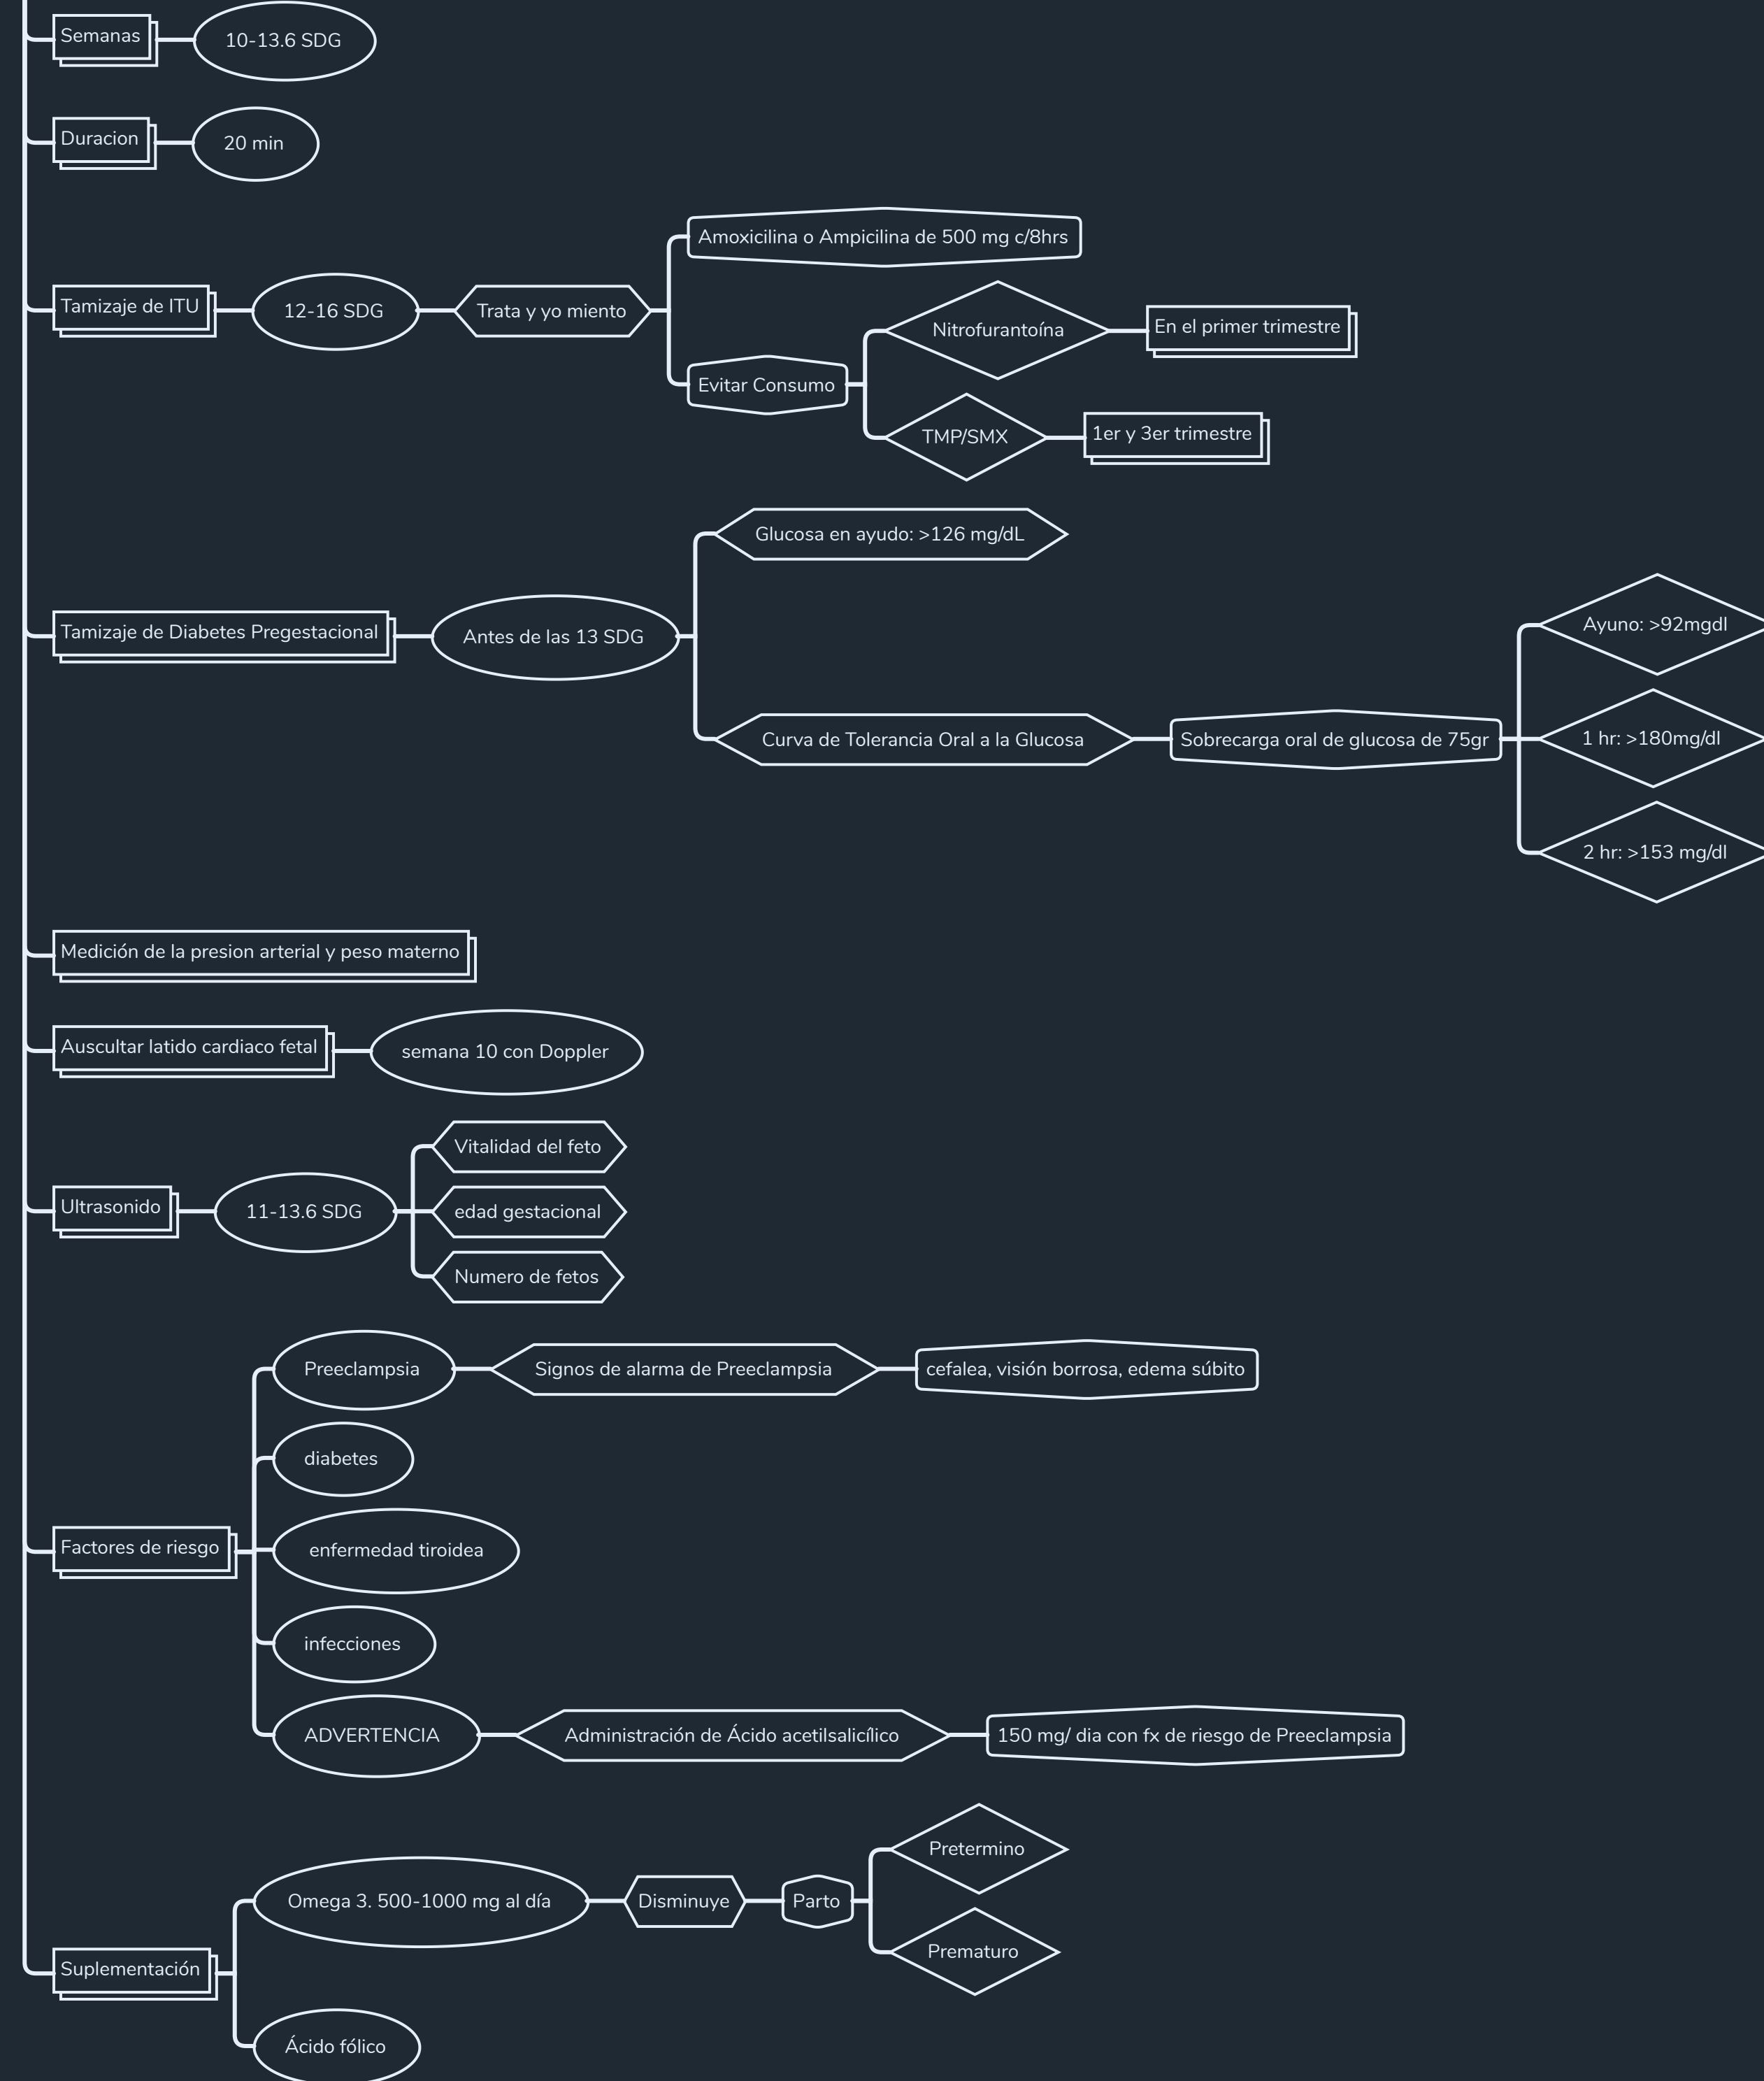 Semanas
10-13.6 SDG
Duracion
20 min
Tamizaje de ITU
12-16 SDG
Trata y yo miento
Amoxicilina o Ampicilina de 500 mg c/8hrs
Evitar Consumo
Nitrofurantoína
En el primer trimestre
TMP/SMX
1er y 3er trimestre
Tamizaje de Diabetes Pregestacional
Antes de las 13 SDG
Glucosa en ayudo: >126 mg/dL
Curva de Tolerancia Oral a la Glucosa
Sobrecarga oral de glucosa de 75gr
Ayuno: >92mgdl
1 hr: >180mg/dl
2 hr: >153 mg/dl
Medición de la presion arterial y peso materno
Auscultar latido cardiaco fetal
semana 10 con Doppler
Ultrasonido
11-13.6 SDG
Vitalidad del feto
edad gestacional
Numero de fetos
Factores de riesgo
Preeclampsia
Signos de alarma de Preeclampsia
cefalea, visión borrosa, edema súbito
diabetes
enfermedad tiroidea
infecciones
ADVERTENCIA
Administración de Ácido acetilsalicílico
150 mg/ dia con fx de riesgo de Preeclampsia
Suplementación
Omega 3. 500-1000 mg al día
Disminuye
Parto
Pretermino
Prematuro
Ácido fólico